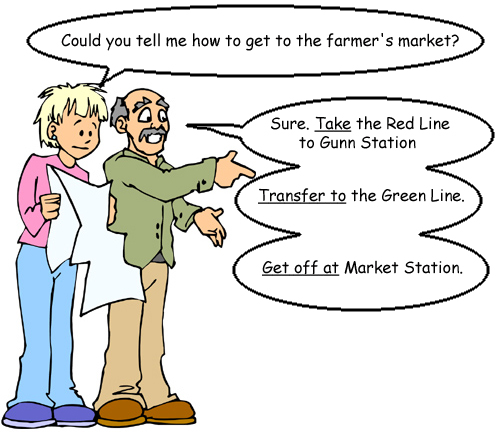 Could you tell me how to get to the farmer's market?
Sure. Take the Red Line
to Gunn Station
Transfer to the Green Line.
Get off at Market Station.